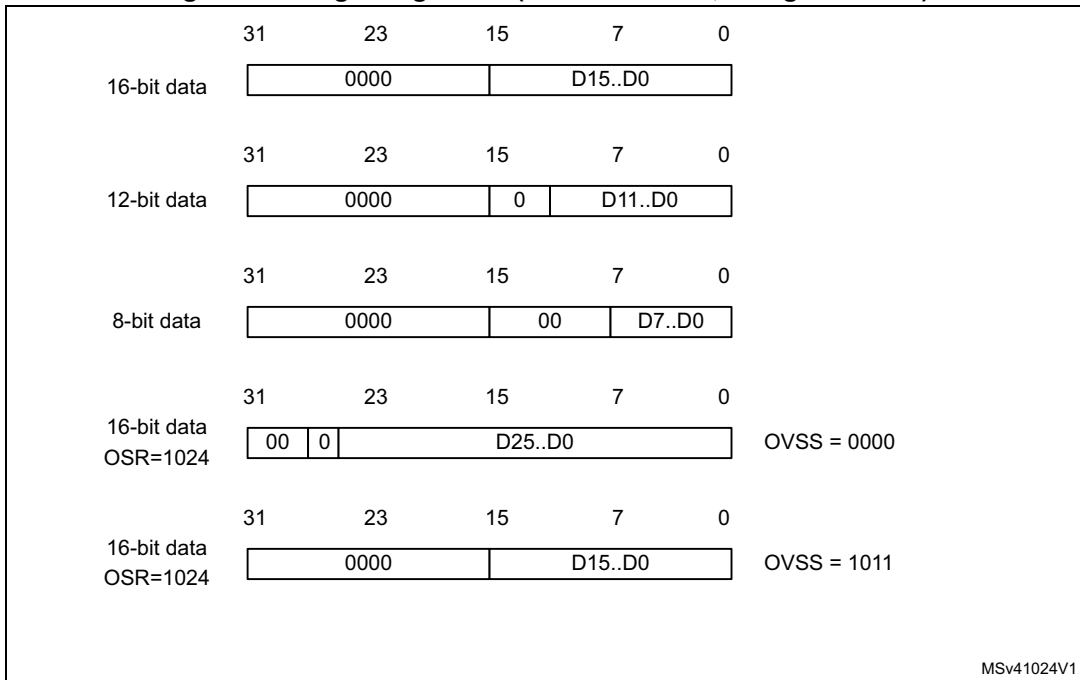 31 23 15 7 0
16-bit data 0000 D15..D0
31 23 15 7 0
12-bit data 0000 0 D11..D0
31 23 15 7 0
8-bit data 0000 00 D7..D0
31 23 15 7 0
16-bit data
OSR=1024 00 0 D25..D0 OVSS = 0000
31 23 15 7 0
16-bit data
OSR=1024 0000 D15..D0 OVSS = 1011
MSv41024V1